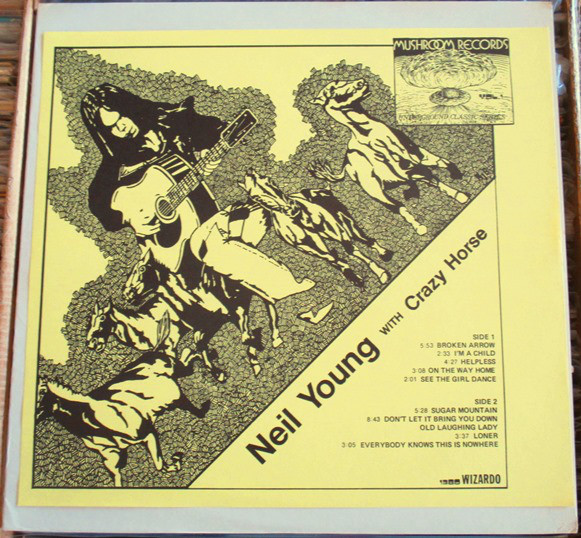 MUSHROOM RECORDS
UNDERGROUND CLASSIC SERIES
Neil Young WITH Crazy Horse
SIDE 1
5:53 BROKEN ARROW
2:33 I'M A CHILD
4:27 HELPLESS
3:08 ON THE WAY HOME
2:01 SEE THE GIRL DANCE
SIDE 2
5:28 SUGAR MOUNTAIN
8:43 DON'T LET IT BRING YOU DOWN
OLD LAUGHING LADY
3:37 LONER
3:05 EVERYBODY KNOWS THIS IS NOWHERE
WIZARDO